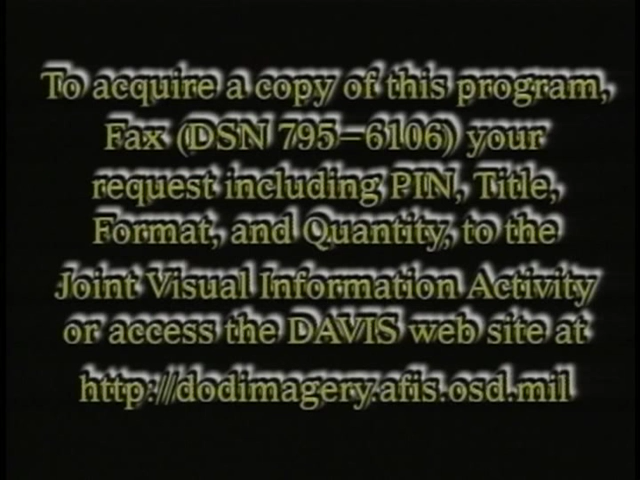 To acquire a copy of this program,
Fax (DSN 795-6106) your
request including PIN, Title,
Format, and Quantity, to the
Joint Visual Information Activity
or access the DAVIS web site at
http://dodimagery.afis.osd.mil